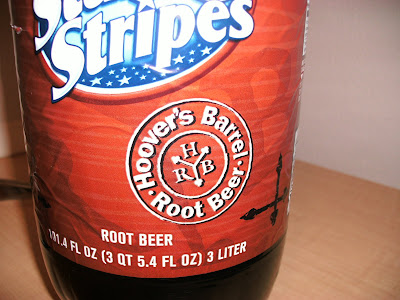 Stripes
Hoover's Barrel
Root Beer
H
R B
ROOT BEER
101.4 FL OZ (3 QT 5.4 FL OZ) 3 LITER